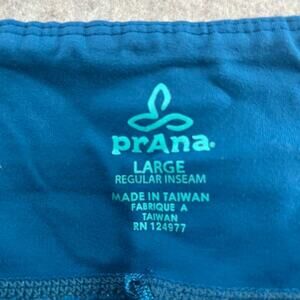 prAna
LARGE
REGULAR INSEAM
MADE IN TAIWAN
FABRIQUE A
TAIWAN
RN 124977